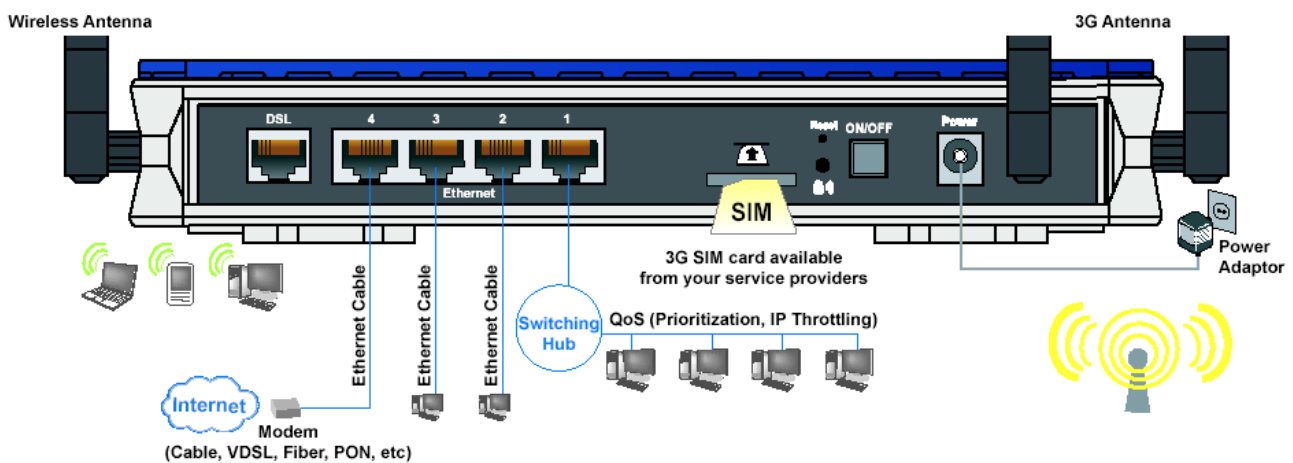 Wireless Antenna
3G Antenna
DSL
4
3
2
1
Ethernet
Reset
ON/OFF
Power
SIM
3G SIM card available
from your service providers
Power
Adaptor
Ethernet Cable
Ethernet Cable
Ethernet Cable
Switching
Hub
QoS (Prioritization, IP Throttling)
Internet
Modem
(Cable, VDSL, Fiber, PON, etc)